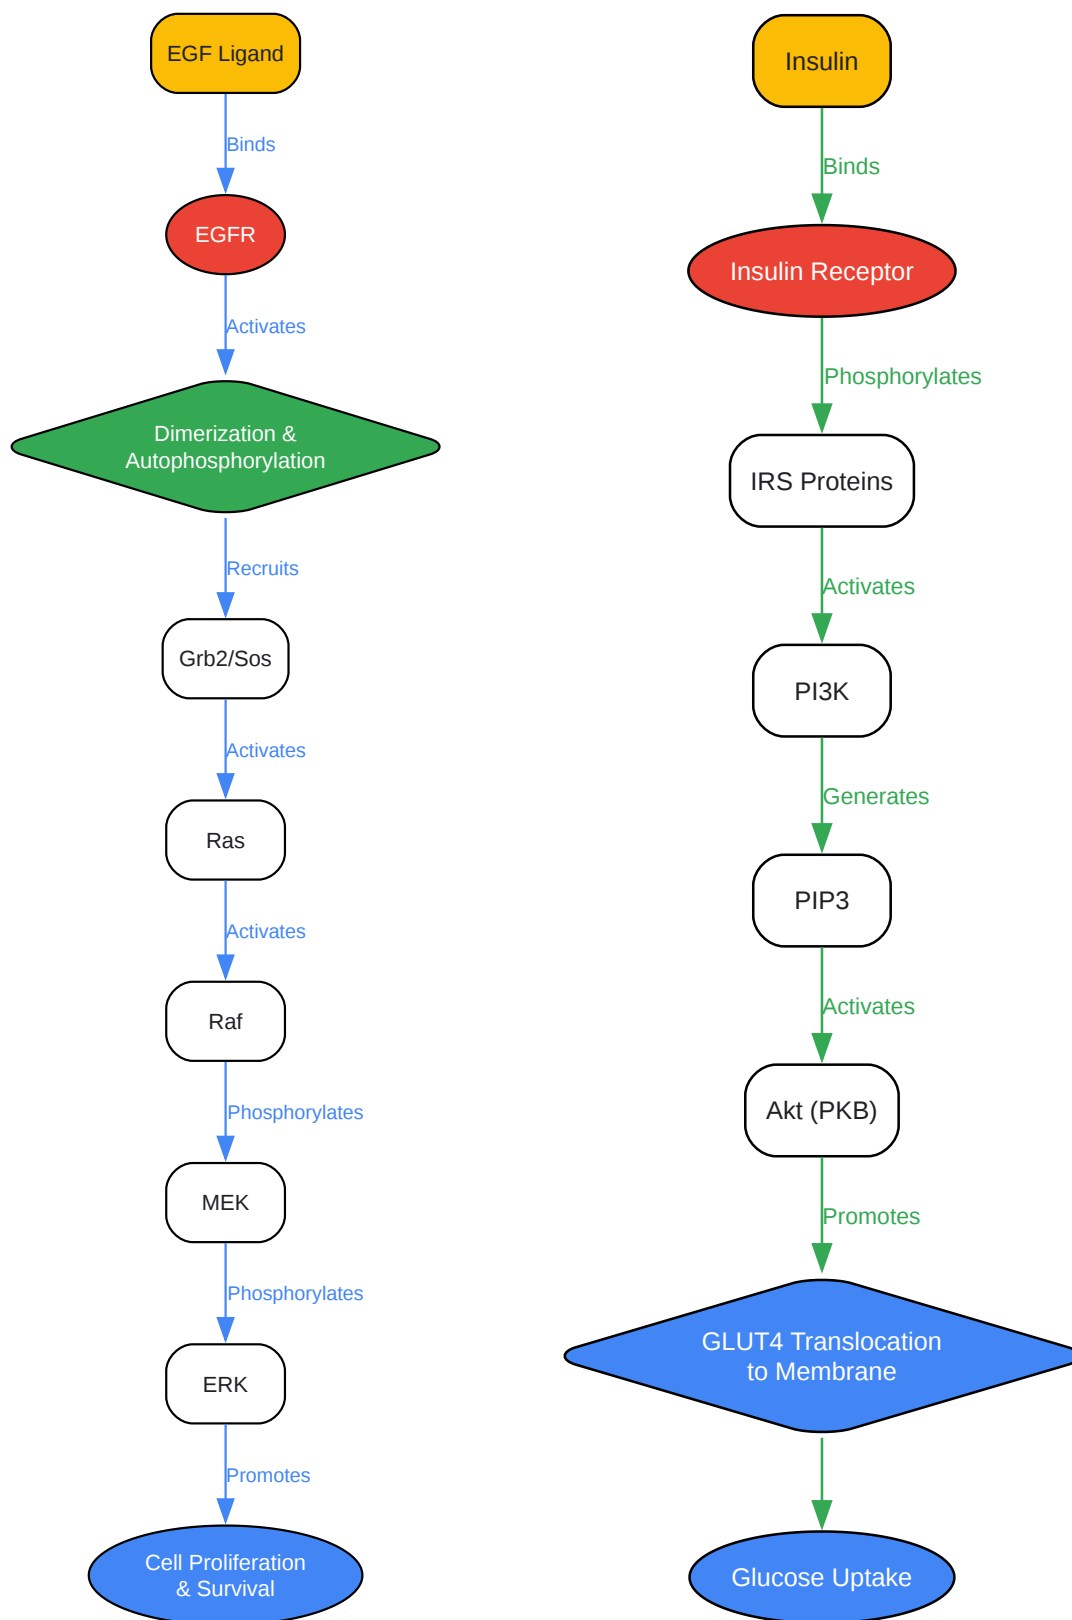 EGF Ligand
Binds
EGFR
Activates
Dimerization &
Autophosphorylation
Recruits
Grb2/Sos
Activates
Ras
Activates
Raf
Phosphorylates
MEK
Phosphorylates
ERK
Promotes
Cell Proliferation
& Survival
Insulin
Binds
Insulin Receptor
Phosphorylates
IRS Proteins
Activates
PI3K
Generates
PIP3
Activates
Akt (PKB)
Promotes
GLUT4 Translocation
to Membrane
Glucose Uptake